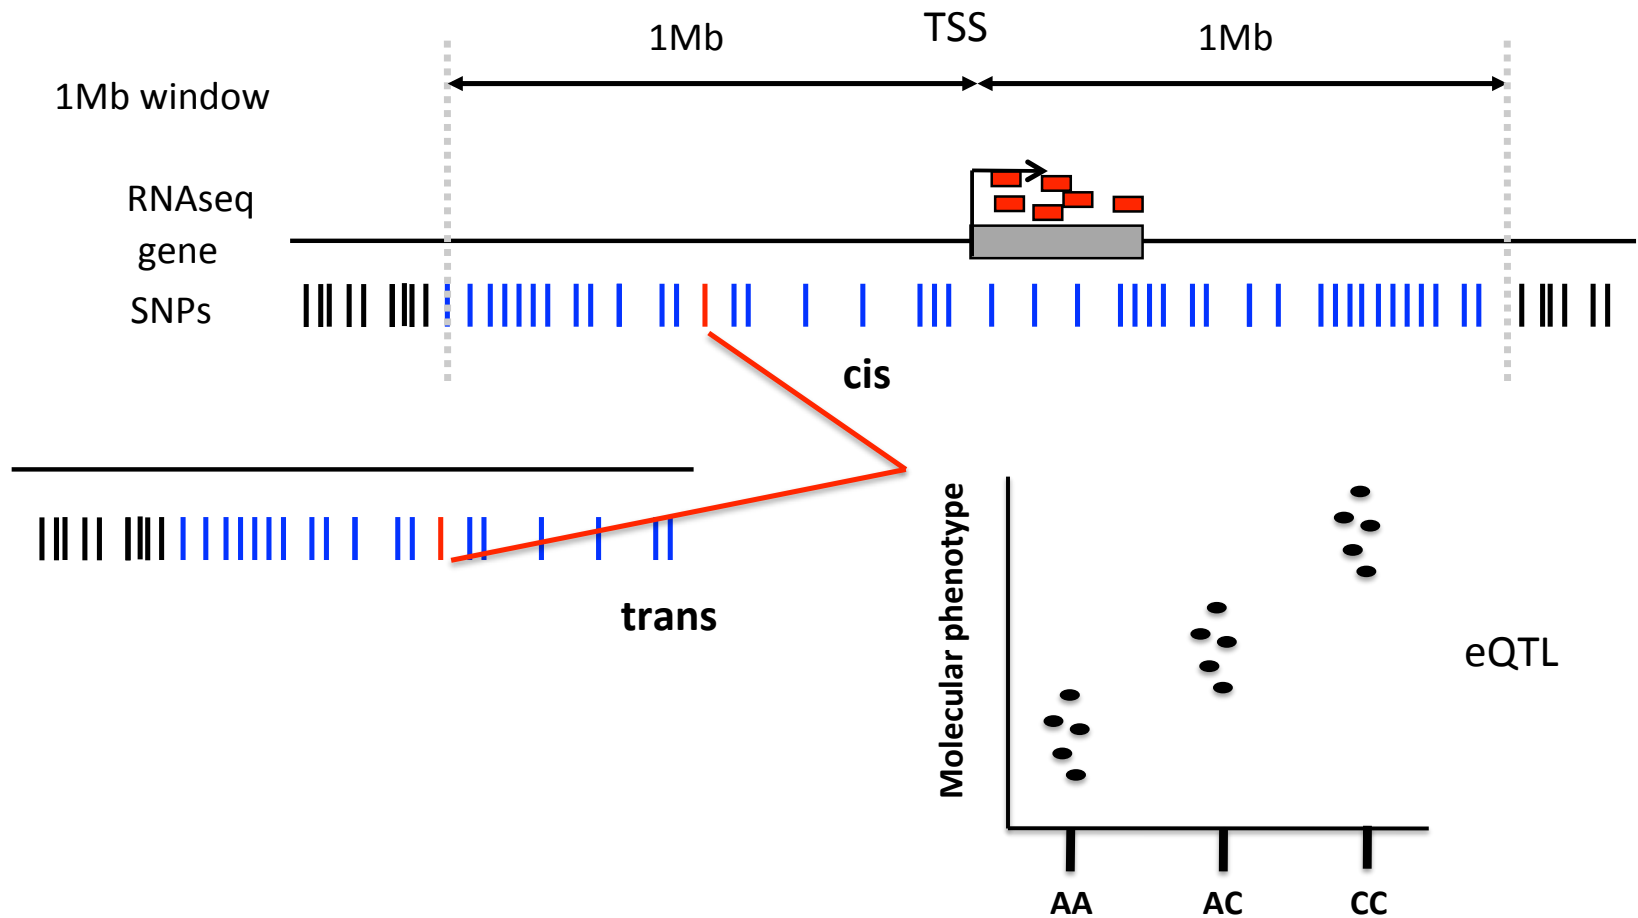 1Mb
TSS
1Mb
1Mb window
RNAseq
gene
SNPs
cis
trans
Molecular phenotype
eQTL
AA
AC
CC